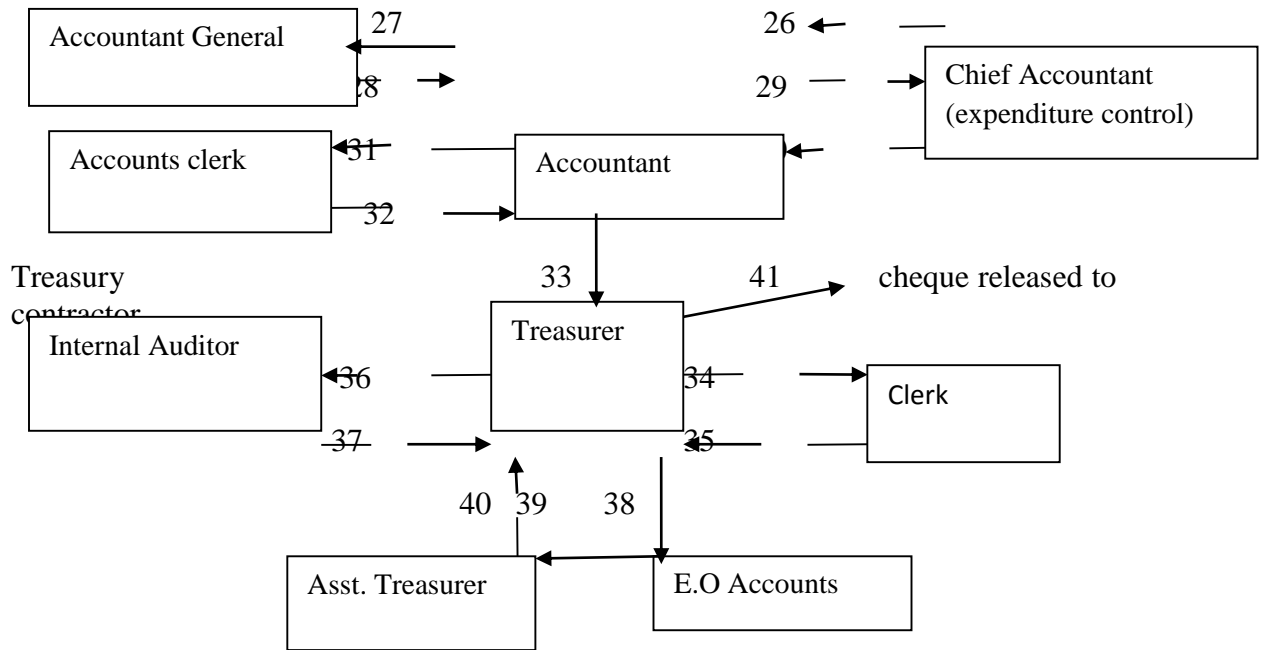 27 26
Accountant General
28 29 Chief Accountant
(expenditure control)
31
Accounts clerk Accountant
32
Treasury 33 41 cheque released to
contractor
Internal Auditor Treasurer
36 34
Clerk
37 35
40 39 38
Asst. Treasurer E.O Accounts